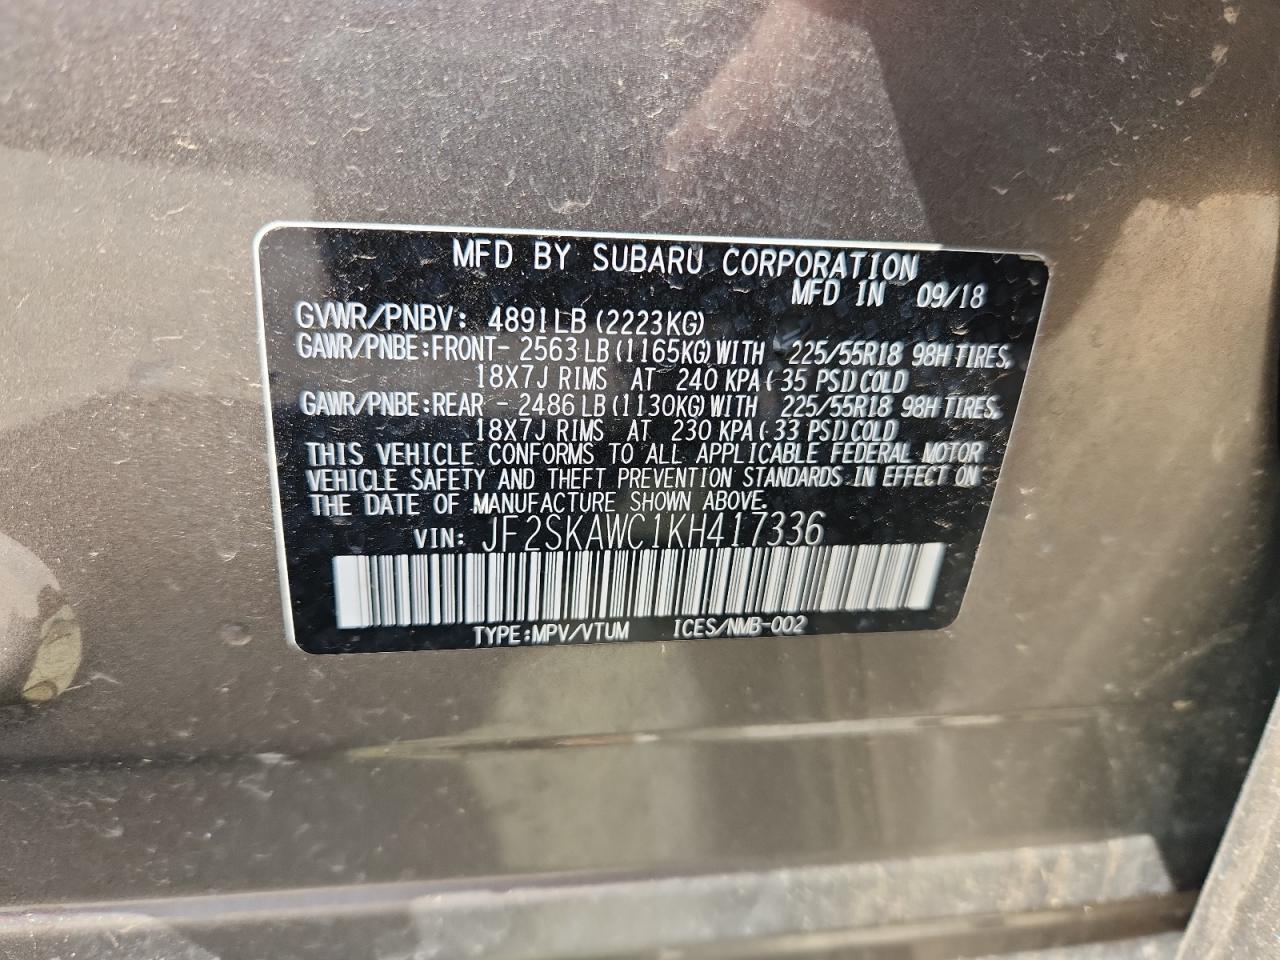 MFD BY SUBARU CORPORATION
MFD IN 09/18
GVWR/PNBV: 4891LB (2223KG)
GAWR/PNBE:FRONT- 2563 LB (1165KG) WITH 225/55R18 98H TIRES,
18X7J RIMS AT 240 KPA ( 35 PSI) COLD
GAWR/PNBE:REAR - 2486 LB (1130KG) WITH 225/55R18 98H TIRES,
18X7J RIMS AT 230 KPA ( 33 PSI) COLD
THIS VEHICLE CONFORMS TO ALL APPLICABLE FEDERAL MOTOR
VEHICLE SAFETY AND THEFT PREVENTION STANDARDS IN EFFECT ON
THE DATE OF MANUFACTURE SHOWN ABOVE.
VIN: JF2SKAWC1KH417336
TYPE:MPV/VTUM ICES/NMB-002